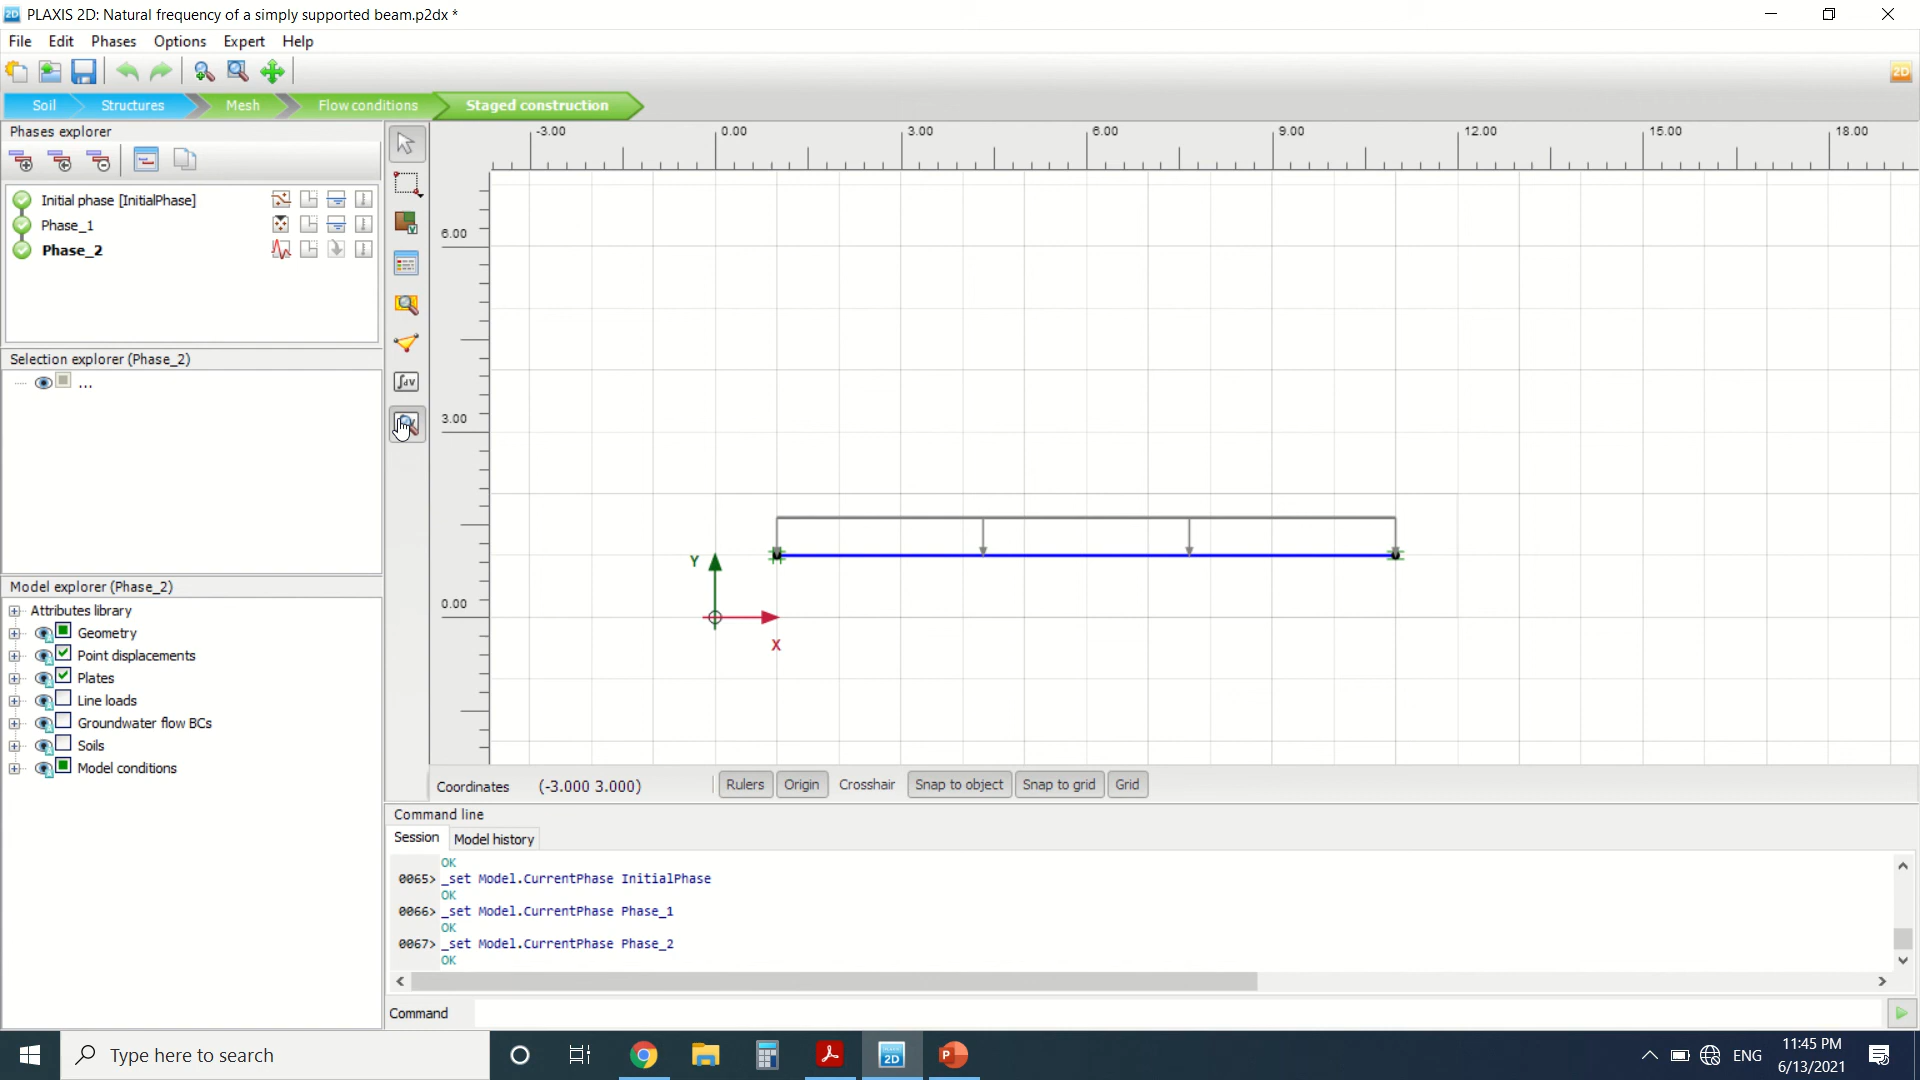 PLAXIS 2D: Natural frequency of a simply supported beam.p2dx *
File Edit Phases Options Expert Help
2D
Soil Structures Mesh Flow conditions Staged construction
Phases explorer
Initial phase [InitialPhase]
Phase_1
Phase_2
Selection explorer (Phase_2)
...
Model explorer (Phase_2)
Attributes library
Geometry
Point displacements
Plates
Line loads
Groundwater flow BCs
Soils
Model conditions
-3.00 0.00 3.00 6.00 9.00 12.00 15.00 18.00
6.00
3.00
0.00
Y
X
Coordinates (-3.000 3.000) Rulers Origin Crosshair Snap to object Snap to grid Grid
Command line
Session Model history
OK
0065> _set Model.CurrentPhase InitialPhase
OK
0066> _set Model.CurrentPhase Phase_1
OK
0067> _set Model.CurrentPhase Phase_2
OK
Command
Type here to search
2D
P
ENG
11:45 PM
6/13/2021